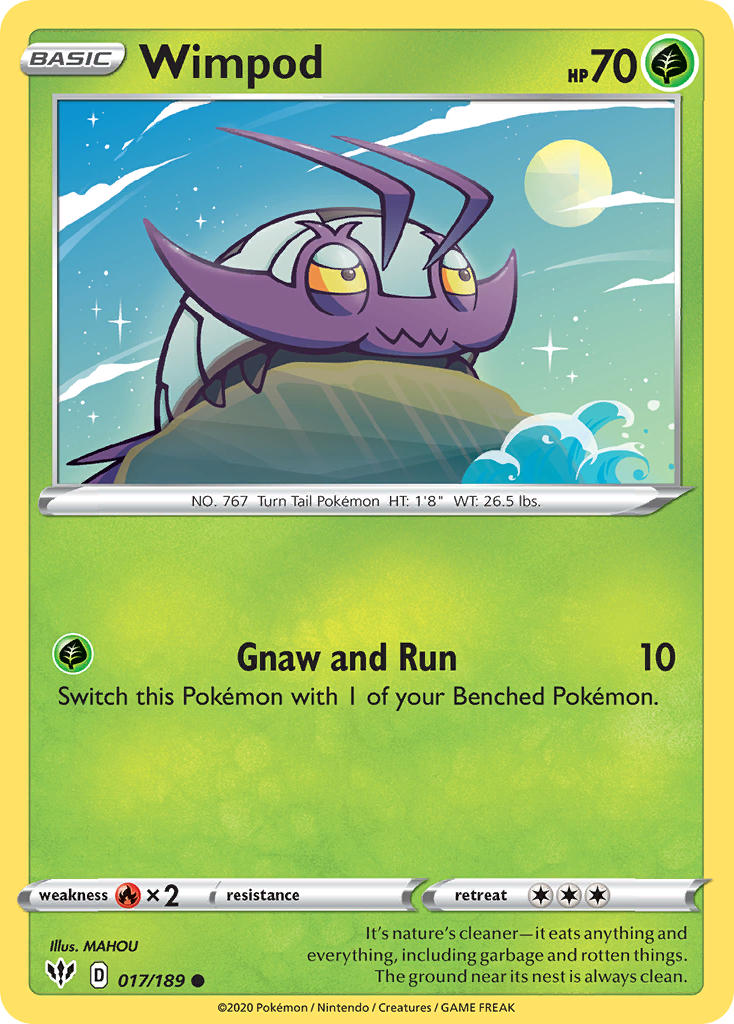 BASIC Wimpod HP 70
NO. 767 Turn Tail Pokémon HT: 1'8" WT: 26.5 lbs.
Gnaw and Run 10
Switch this Pokémon with 1 of your Benched Pokémon.
weakness ×2 resistance retreat
Illus. MAHOU
It's nature's cleaner—it eats anything and
everything, including garbage and rotten things.
The ground near its nest is always clean.
D 017/189
©2020 Pokémon / Nintendo / Creatures / GAME FREAK